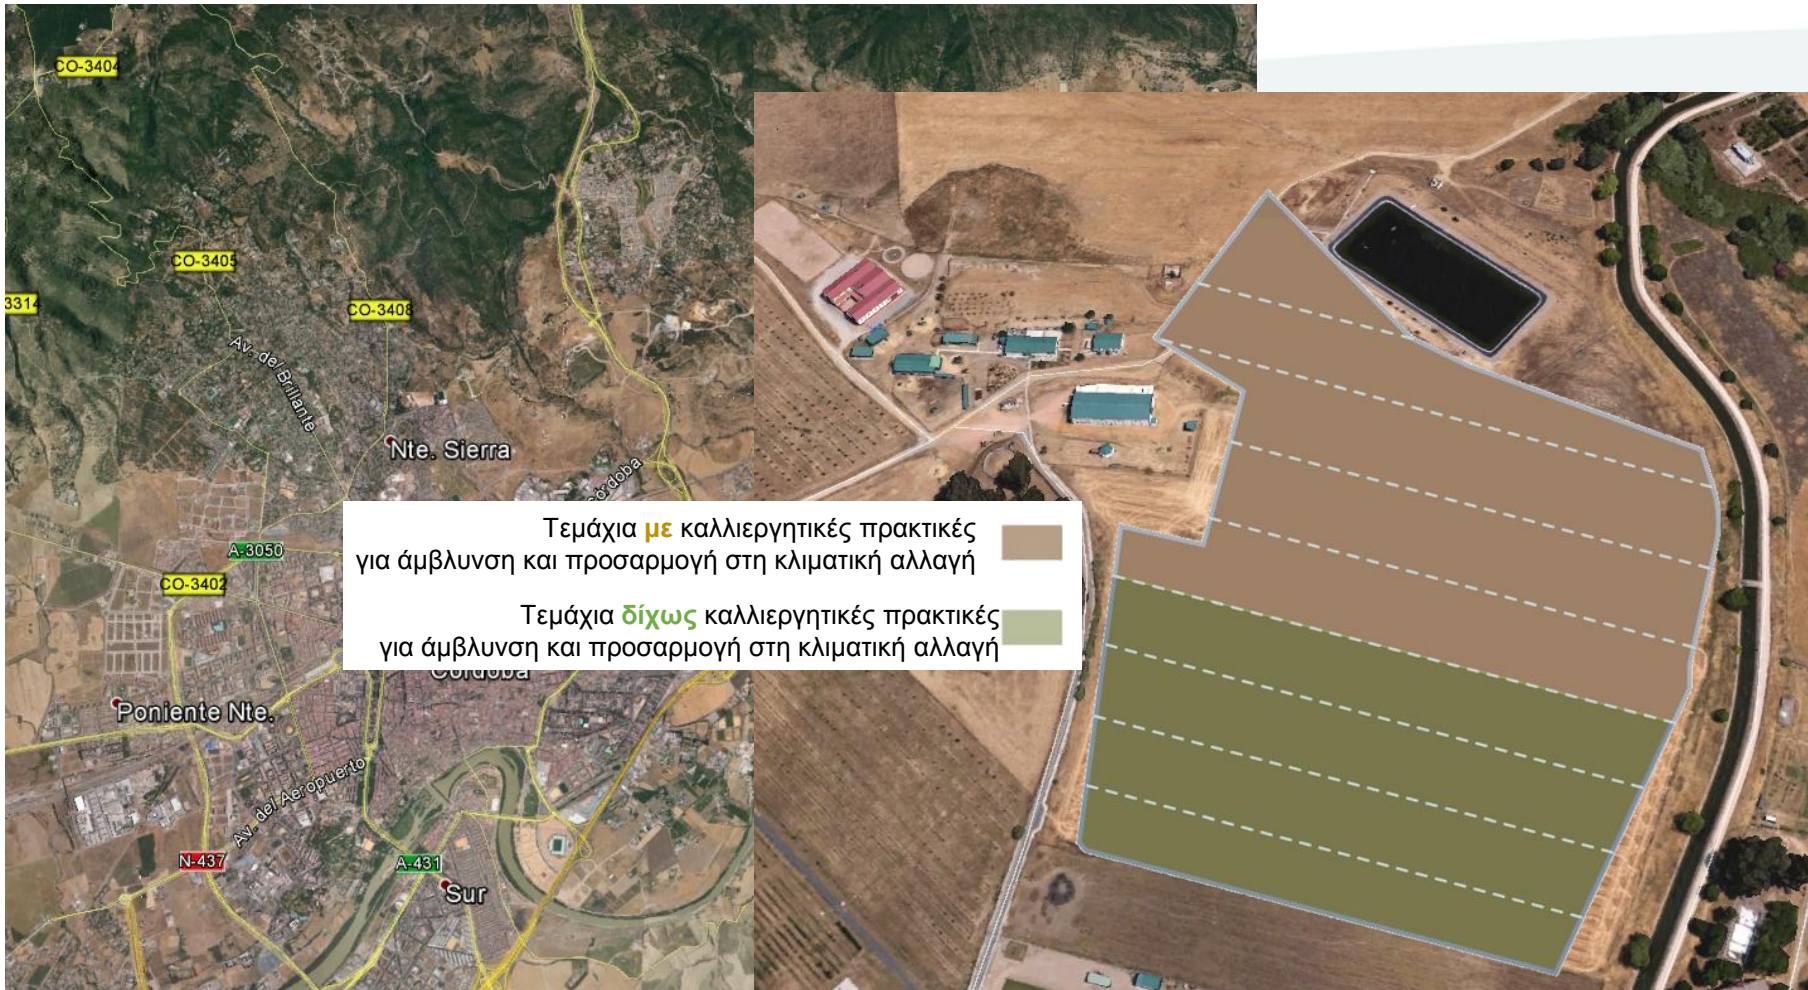 CO-3404
CO-3405
3314
CO-3408
Av. del Brillante
Nte. Sierra
Córdoba
Τεμάχια με καλλιεργητικές πρακτικές
για άμβλυνση και προσαρμογή στη κλιματική αλλαγή
Τεμάχια δίχως καλλιεργητικές πρακτικές
για άμβλυνση και προσαρμογή στη κλιματική αλλαγή
A-3050
CO-3402
Córdoba
Poniente Nte.
Av. del Aeropuerto
N-437
A-431
Sur